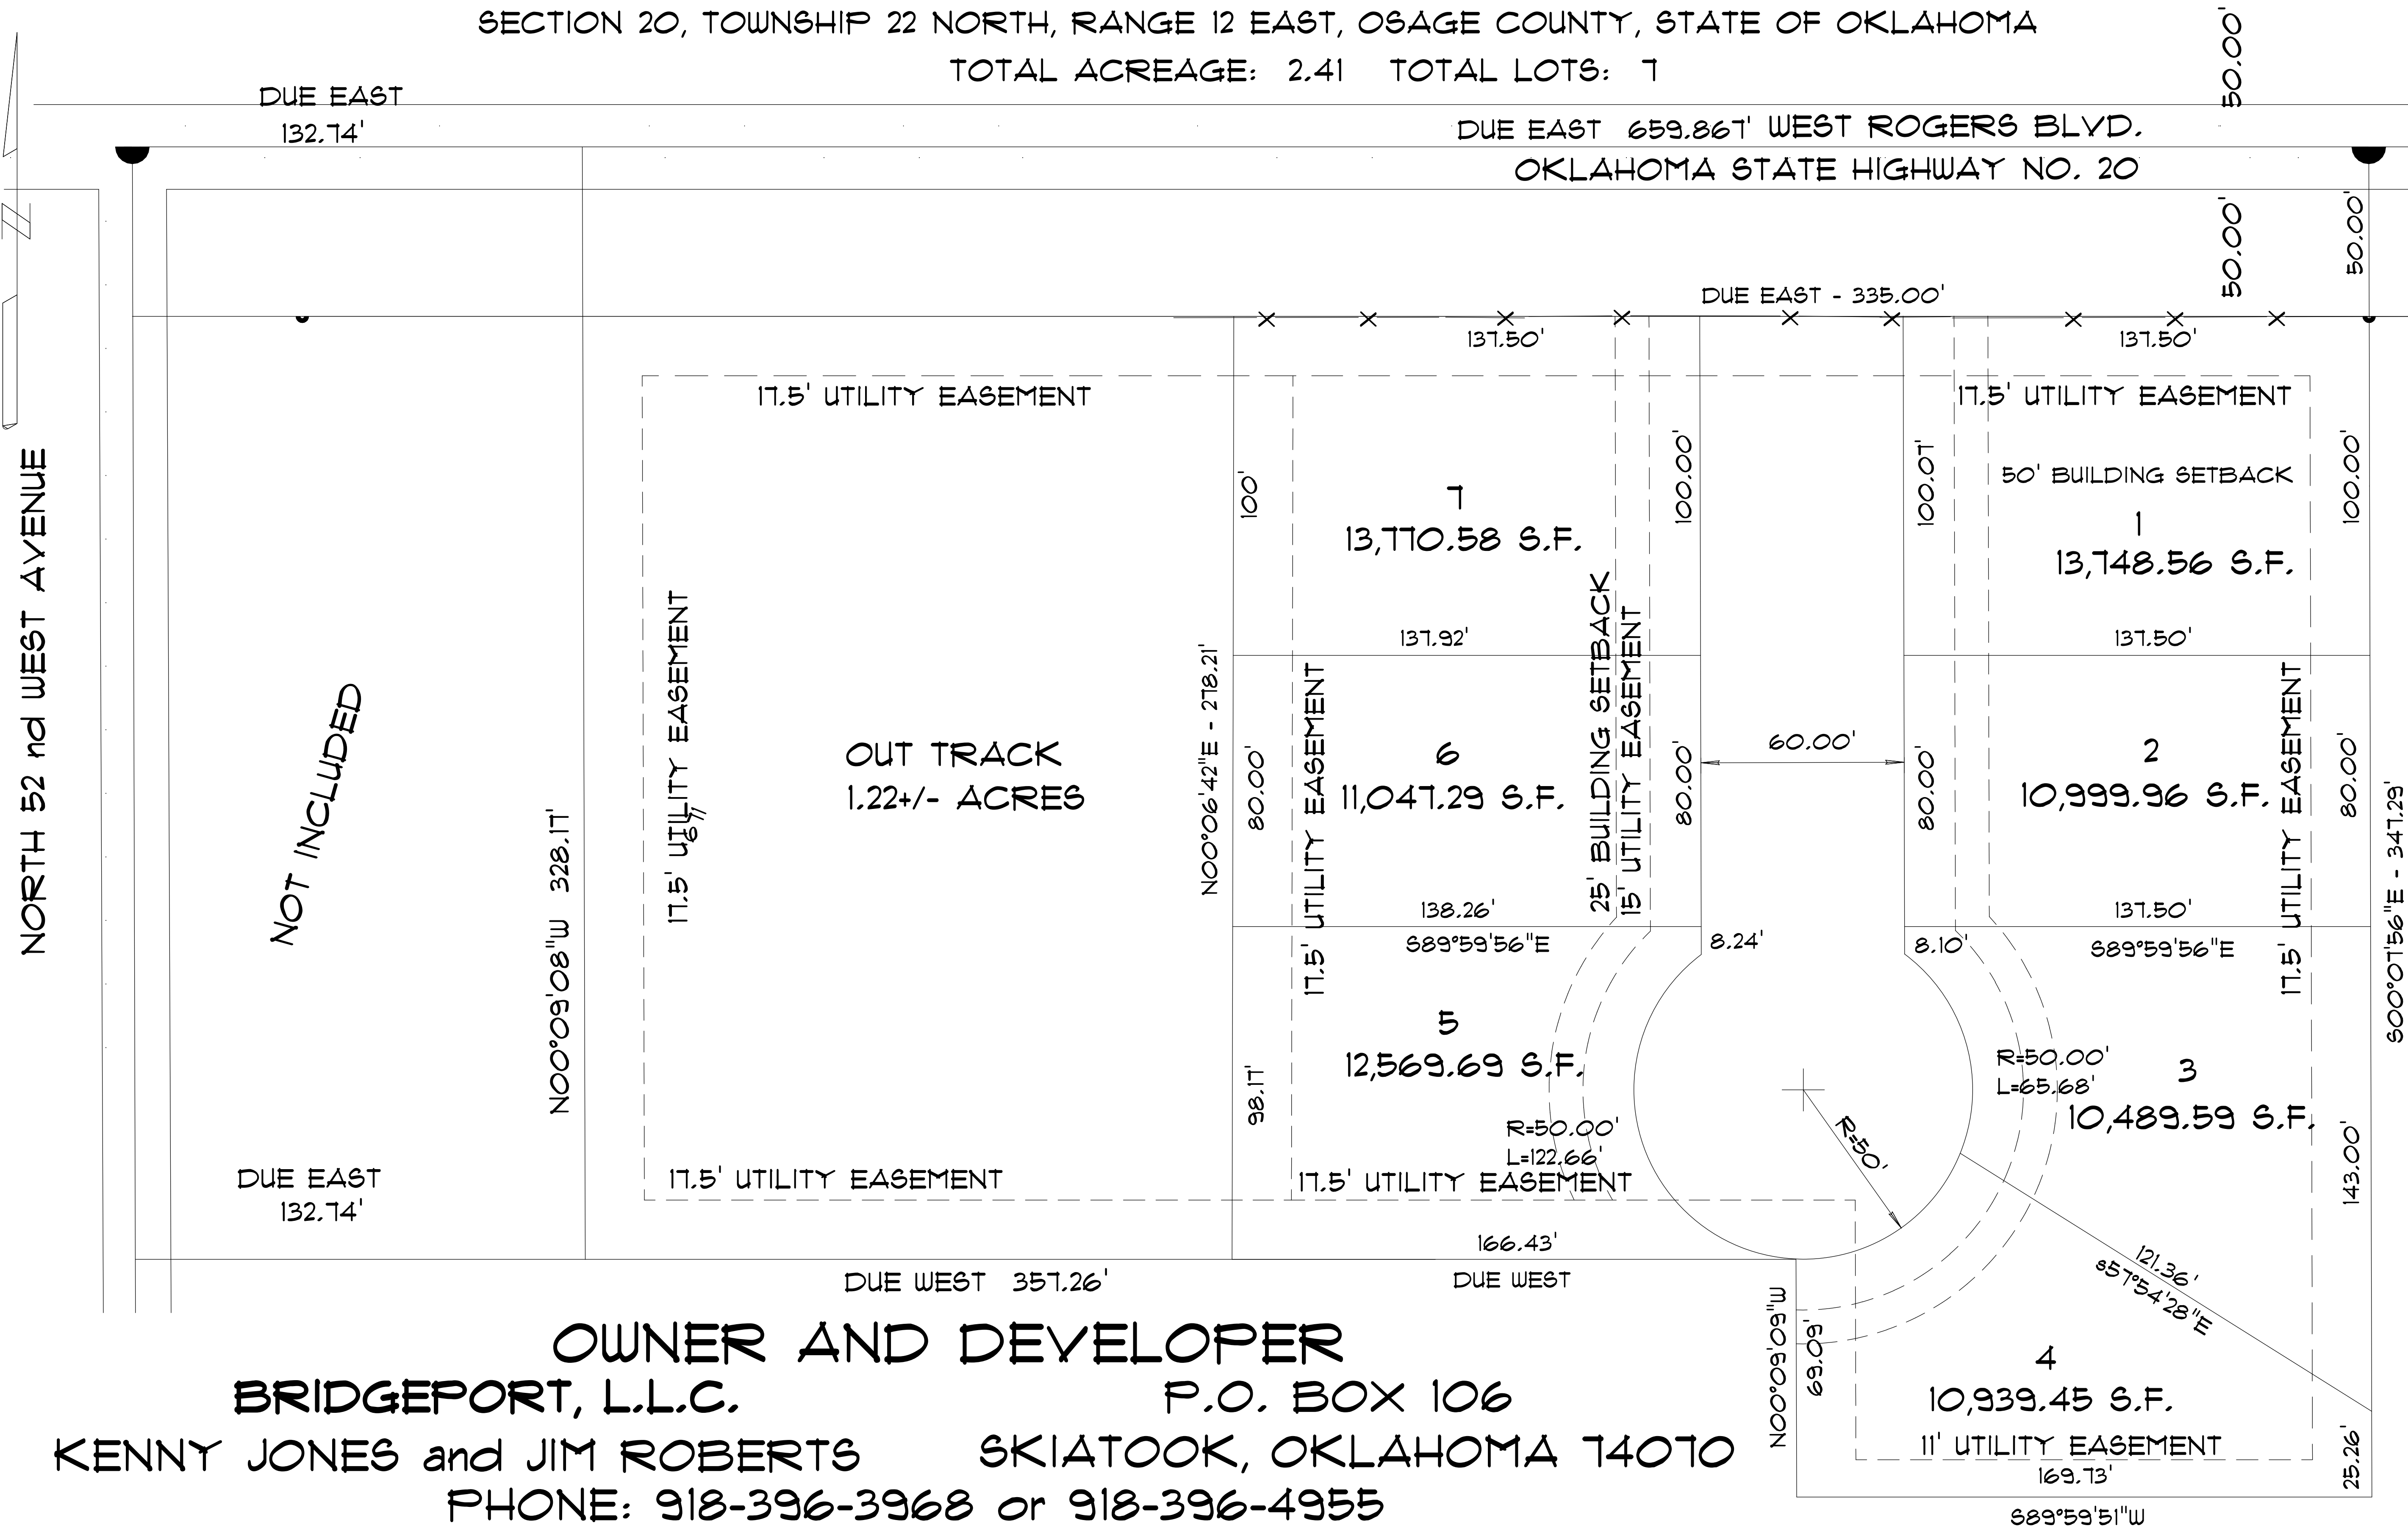 SECTION 20, TOWNSHIP 22 NORTH, RANGE 12 EAST, OSAGE COUNTY, STATE OF OKLAHOMA
TOTAL ACREAGE: 2.41 TOTAL LOTS: 7
50.00'
DUE EAST
132.74'
DUE EAST 659.867' WEST ROGERS BLVD.
OKLAHOMA STATE HIGHWAY NO. 20
50.00'
50.00'
N
DUE EAST - 335.00'
137.50'
137.50'
17.5' UTILITY EASEMENT
17.5' UTILITY EASEMENT
NORTH 52 nd WEST AVENUE
100'
100.00'
100.07'
50' BUILDING SETBACK
100.00'
7
13,770.58 S.F.
1
13,748.56 S.F.
17.5' UTILITY EASEMENT
25' BUILDING SETBACK
15' UTILITY EASEMENT
137.92'
137.50'
NOT INCLUDED
N00°09'08"W 328.17'
OUT TRACK
1.22+/- ACRES
N00°06'42"E - 278.21'
80.00'
17.5' UTILITY EASEMENT
6
11,047.29 S.F.
80.00'
60.00'
80.00'
2
10,999.96 S.F.
17.5' UTILITY EASEMENT
80.00'
S00°07'56"E - 347.29'
138.26'
S89°59'56"E
8.24'
8.10'
137.50'
S89°59'56"E
5
12,569.69 S.F.
98.17'
R=50.00'
L=122.66'
R=50'
R=50.00'
L=65.68'
3
10,489.59 S.F.
143.00'
DUE EAST
132.74'
17.5' UTILITY EASEMENT
17.5' UTILITY EASEMENT
166.43'
DUE WEST 357.26'
DUE WEST
121.36'
S57°54'28"E
N00°09'59"W
69.09'
4
10,939.45 S.F.
11' UTILITY EASEMENT
169.73'
25.26'
S89°59'51"W
OWNER AND DEVELOPER
BRIDGEPORT, L.L.C. P.O. BOX 106
KENNY JONES and JIM ROBERTS SKIATOOK, OKLAHOMA 74070
PHONE: 918-396-3968 or 918-396-4955